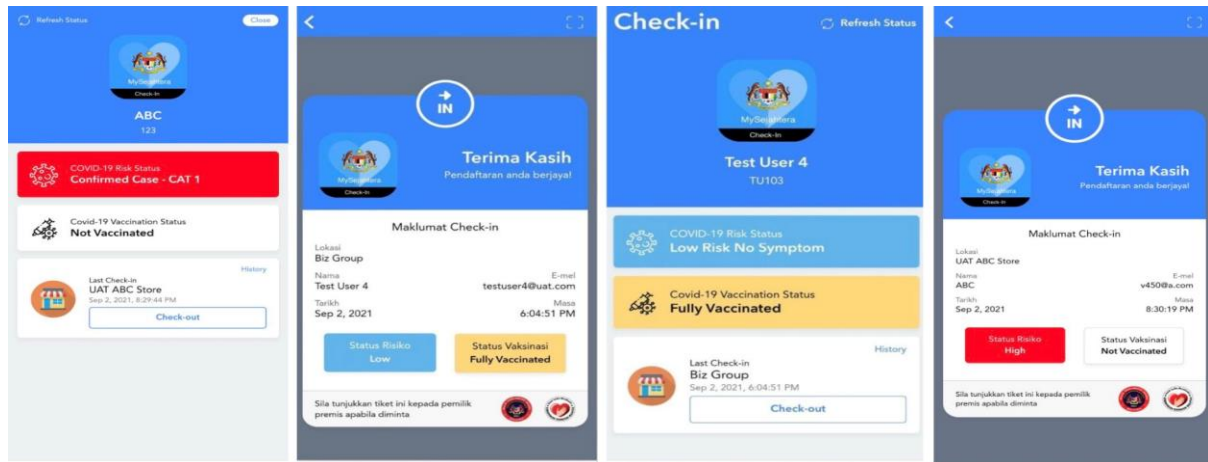 Refresh Status
Close
MySejahtera
Check-In
ABC
123
COVID-19 Risk Status
Confirmed Case - CAT 1
Covid-19 Vaccination Status
Not Vaccinated
History
Last Check-in
UAT ABC Store
Sep 2, 2021, 8:29:44 PM
Check-out
IN
MySejahtera
Check-In
Terima Kasih
Pendaftaran anda berjaya!
Maklumat Check-in
Lokasi
Biz Group
Nama
E-mel
Test User 4
testuser4@uat.com
Tarikh
Masa
Sep 2, 2021
6:04:51 PM
Status Risiko
Low
Status Vaksinasi
Fully Vaccinated
Sila tunjukkan tiket ini kepada pemilik
premis apabila diminta
Check-in
Refresh Status
MySejahtera
Check-In
Test User 4
TU103
COVID-19 Risk Status
Low Risk No Symptom
Covid-19 Vaccination Status
Fully Vaccinated
History
Last Check-in
Biz Group
Sep 2, 2021, 6:04:51 PM
Check-out
IN
MySejahtera
Check-In
Terima Kasih
Pendaftaran anda berjaya!
Maklumat Check-in
Lokasi
UAT ABC Store
Nama
E-mel
ABC
v450@a.com
Tarikh
Masa
Sep 2, 2021
8:30:19 PM
Status Risiko
High
Status Vaksinasi
Not Vaccinated
Sila tunjukkan tiket ini kepada pemilik
premis apabila diminta